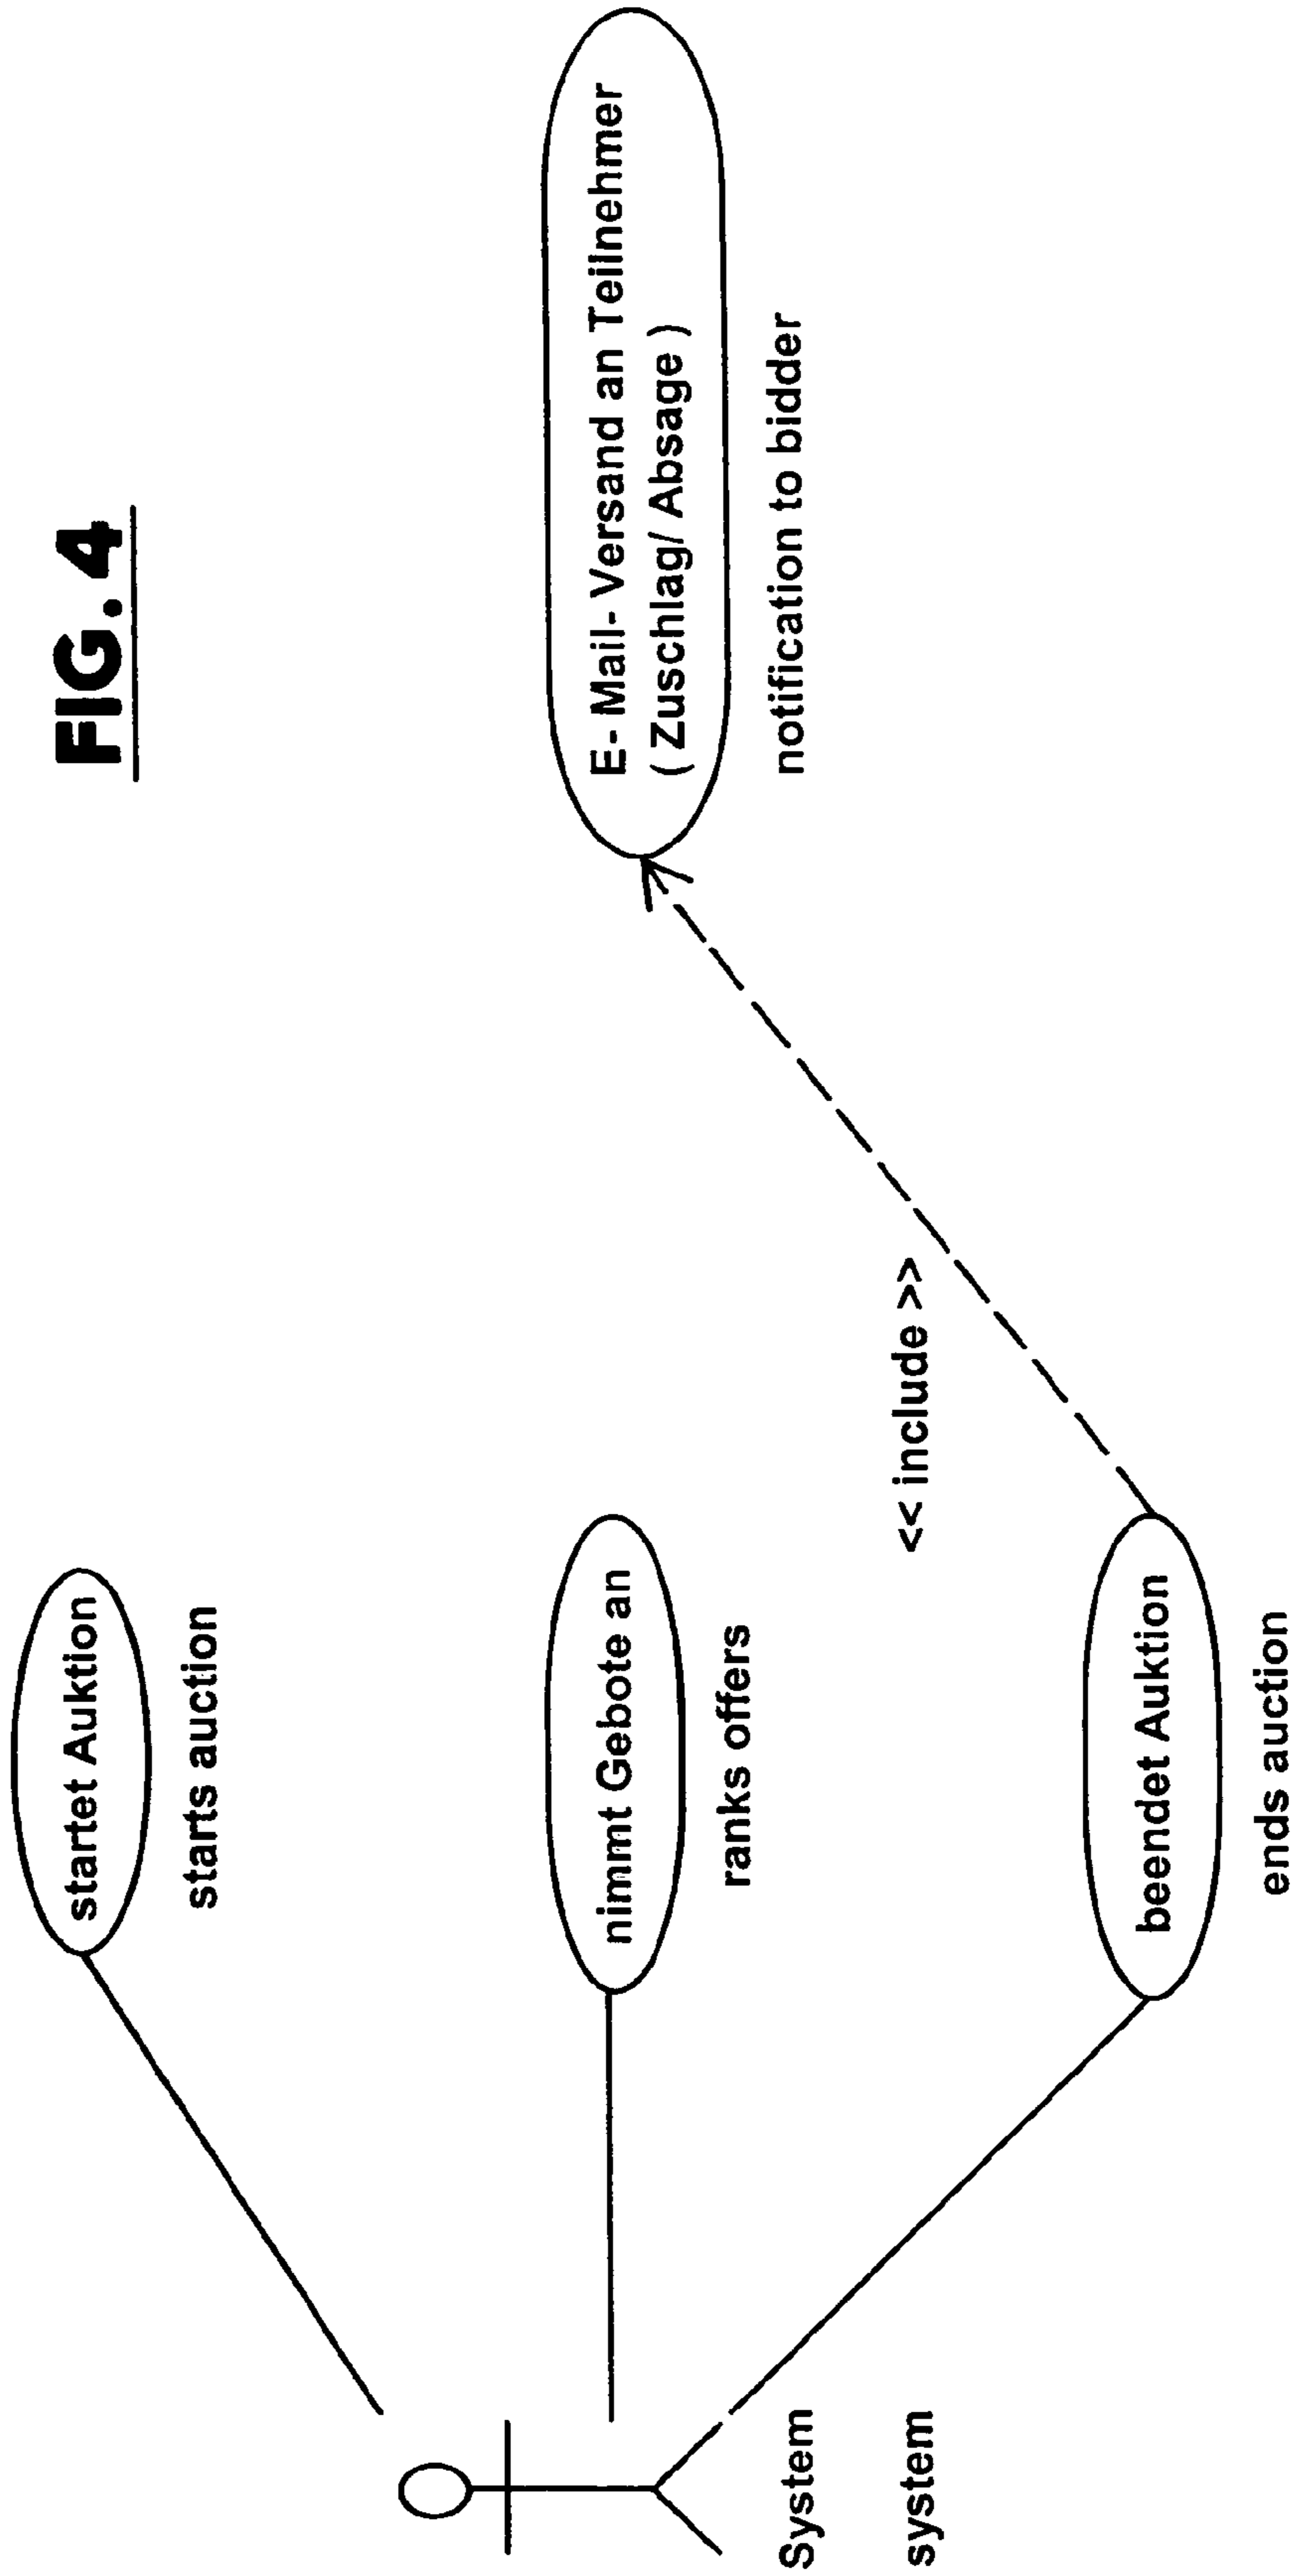 FIG. 4
startet Auktion
starts auction
nimmt Gebote an
ranks offers
E- Mail- Versand an Teilnehmer
( Zuschlag/ Absage )
notification to bidder
System
system
<< include >>
beendet Auktion
ends auction